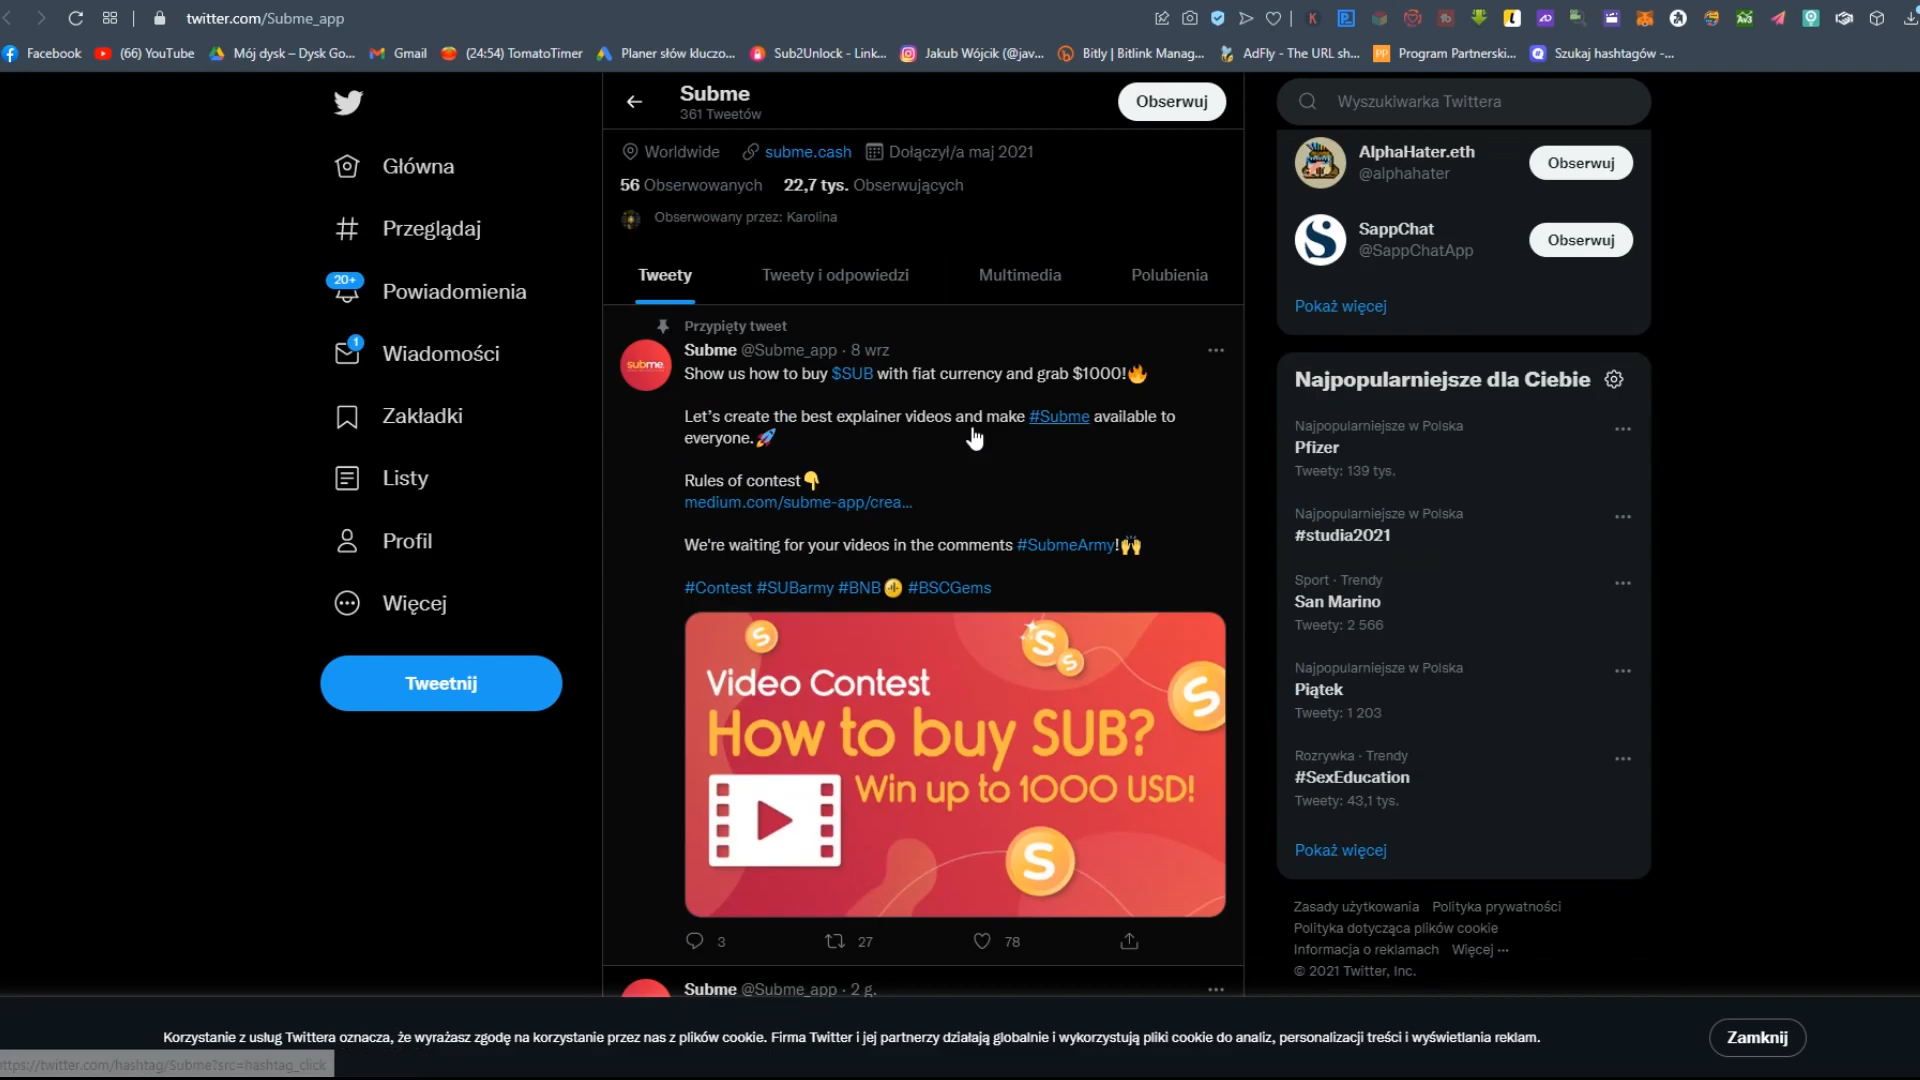 twitter.com/Subme_app
Facebook
(66) YouTube
Mój dysk – Dysk Go...
Gmail
(24:54) TomatoTimer
Planer słów kluczo...
Sub2Unlock - Link...
Jakub Wójcik (@jav...
Bitly | Bitlink Manag...
AdFly - The URL sh...
Program Partnerski...
Szukaj hashtagów -...
Główna
Przeglądaj
20+
Powiadomienia
1
Wiadomości
Zakładki
Listy
Profil
Więcej
Tweetnij
Subme
361 Tweetów
Obserwuj
Worldwide subme.cash Dołączył/a maj 2021
56 Obserwowanych 22,7 tys. Obserwujących
Obserwowany przez: Karolina
Tweety
Tweety i odpowiedzi
Multimedia
Polubienia
Przypięty tweet
subme
Subme @Subme_app · 8 wrz
Show us how to buy $SUB with fiat currency and grab $1000!🔥
Let's create the best explainer videos and make #Subme available to
everyone.🚀
Rules of contest👇
medium.com/subme-app/crea...
We're waiting for your videos in the comments #SubmeArmy!🙌
#Contest #SUBarmy #BNB #BSCGems
Video Contest
How to buy SUB?
Win up to 1000 USD!
S
S
S
S
S
3
27
78
Subme @Subme_app · 2 g.
Wyszukiwarka Twittera
AlphaHater.eth
@alphahater
Obserwuj
SappChat
@SappChatApp
Obserwuj
Pokaż więcej
Najpopularniejsze dla Ciebie
Najpopularniejsze w Polska
Pfizer
Tweety: 139 tys.
Najpopularniejsze w Polska
#studia2021
Sport · Trendy
San Marino
Tweety: 2 566
Najpopularniejsze w Polska
Piątek
Tweety: 1 203
Rozrywka · Trendy
#SexEducation
Tweety: 43,1 tys.
Pokaż więcej
Zasady użytkowania Polityka prywatności
Polityka dotycząca plików cookie
Informacja o reklamach Więcej ···
© 2021 Twitter, Inc.
Korzystanie z usług Twittera oznacza, że wyrażasz zgodę na korzystanie przez nas z plików cookie. Firma Twitter i jej partnerzy działają globalnie i wykorzystują pliki cookie do analiz, personalizacji treści i wyświetlania reklam.
Zamknij
https://twitter.com/hashtag/Subme?src=hashtag_click